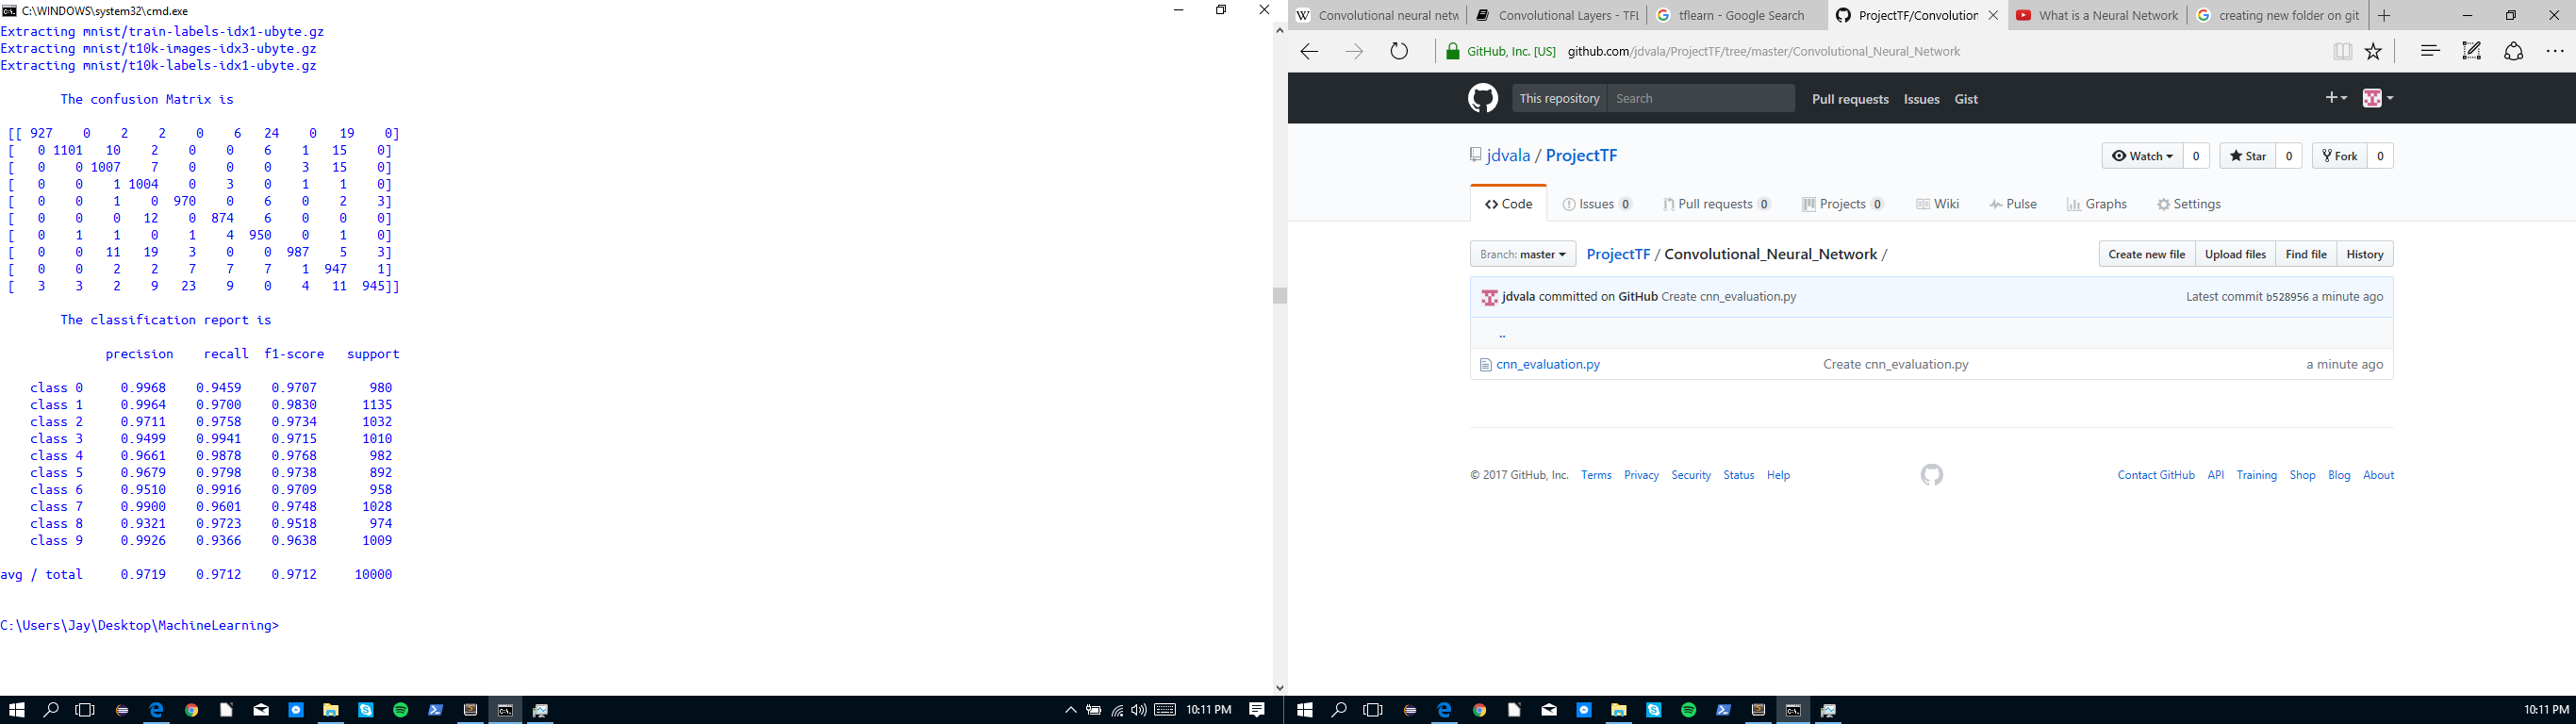 C:\WINDOWS\system32\cmd.exe
Extracting mnist/train-labels-idx1-ubyte.gz
Extracting mnist/t10k-images-idx3-ubyte.gz
Extracting mnist/t10k-labels-idx1-ubyte.gz
The confusion Matrix is
[[ 927 0 2 2 0 6 24 0 19 0]
[ 0 1101 10 2 0 0 6 1 15 0]
[ 0 0 1007 7 0 0 0 3 15 0]
[ 0 0 1 1004 0 3 0 1 1 0]
[ 0 0 1 0 970 0 6 0 2 3]
[ 0 0 0 12 0 874 6 0 0 0]
[ 0 1 1 0 1 4 950 0 1 0]
[ 0 0 11 19 3 0 0 987 5 3]
[ 0 0 2 2 7 7 7 1 947 1]
[ 3 3 2 9 23 9 0 4 11 945]]
The classification report is
precision recall f1-score support
class 0 0.9968 0.9459 0.9707 980
class 1 0.9964 0.9700 0.9830 1135
class 2 0.9711 0.9758 0.9734 1032
class 3 0.9499 0.9941 0.9715 1010
class 4 0.9661 0.9878 0.9768 982
class 5 0.9679 0.9798 0.9738 892
class 6 0.9510 0.9916 0.9709 958
class 7 0.9900 0.9601 0.9748 1028
class 8 0.9321 0.9723 0.9518 974
class 9 0.9926 0.9366 0.9638 1009
avg / total 0.9719 0.9712 0.9712 10000
C:\Users\Jay\Desktop\MachineLearning>
10:11 PM
W Convolutional neural netw Convolutional Layers - TFL tflearn - Google Search ProjectTF/Convolution What is a Neural Network creating new folder on git
GitHub, Inc. [US] github.com/jdvala/ProjectTF/tree/master/Convolutional_Neural_Network
This repository Search Pull requests Issues Gist
jdvala / ProjectTF Watch 0 Star 0 Fork 0
Code Issues 0 Pull requests 0 Projects 0 Wiki Pulse Graphs Settings
Branch: master ProjectTF / Convolutional_Neural_Network / Create new file Upload files Find file History
jdvala committed on GitHub Create cnn_evaluation.py Latest commit b528956 a minute ago
..
cnn_evaluation.py Create cnn_evaluation.py a minute ago
© 2017 GitHub, Inc. Terms Privacy Security Status Help Contact GitHub API Training Shop Blog About
10:11 PM